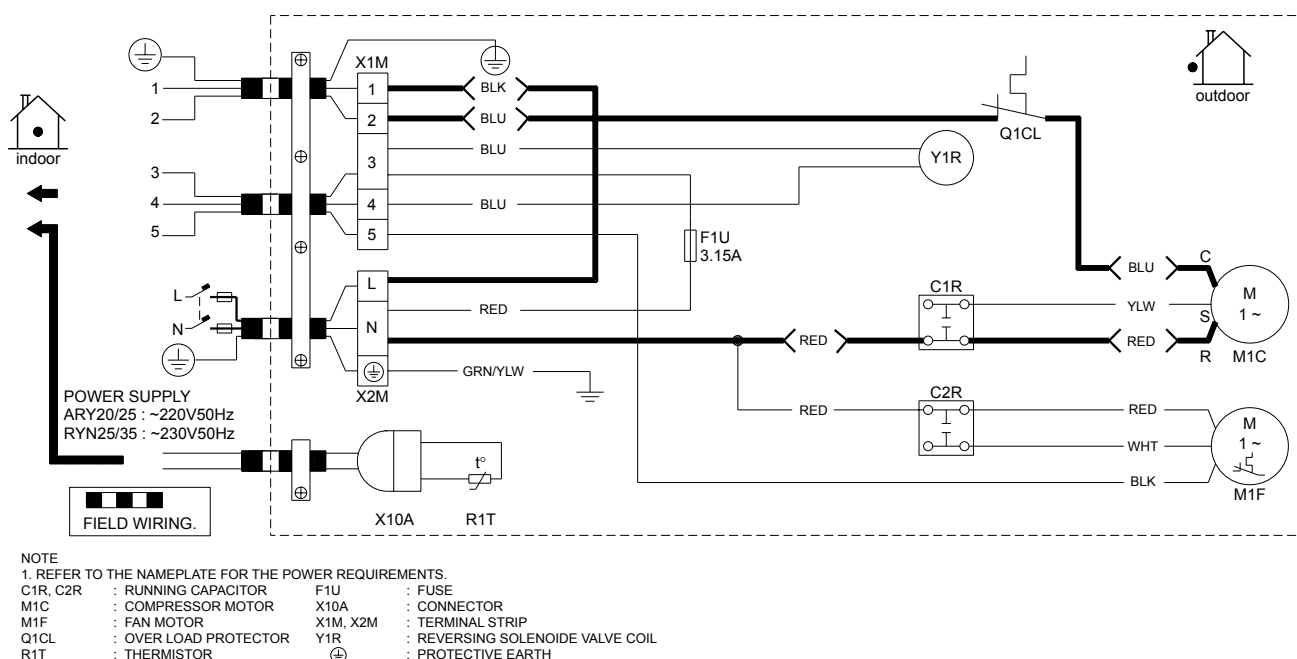 X1M
1
BLK
outdoor
1
2
2
BLU
Q1CL
indoor
BLU
Y1R
3
3
4
4
BLU
5
5
F1U
3.15A
L
L
BLU
C
C1R
M
1 ~
M1C
RED
YLW
S
N
N
RED
RED
R
X2M
GRN/YLW
POWER SUPPLY
ARY20/25 : ~220V50Hz
RYN25/35 : ~230V50Hz
C2R
RED
RED
M
1 ~
M1F
WHT
BLK
t°
X10A
R1T
FIELD WIRING.
NOTE
1. REFER TO THE NAMEPLATE FOR THE POWER REQUIREMENTS.
C1R, C2R : RUNNING CAPACITOR F1U : FUSE
M1C : COMPRESSOR MOTOR X10A : CONNECTOR
M1F : FAN MOTOR X1M, X2M : TERMINAL STRIP
Q1CL : OVER LOAD PROTECTOR Y1R : REVERSING SOLENOIDE VALVE COIL
R1T : THERMISTOR : PROTECTIVE EARTH